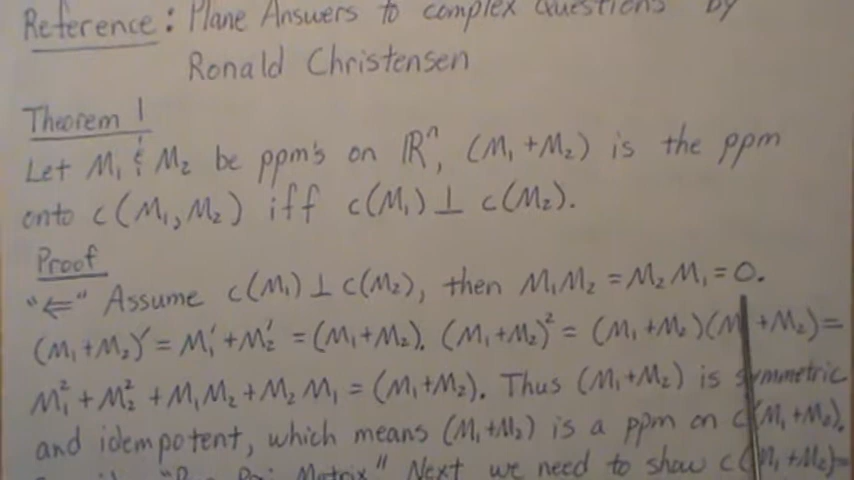 Reference: Plane Answers to complex Questions by
Ronald Christensen
Theorem 1
Let M₁ & M₂ be ppm's on ℝⁿ, (M₁+M₂) is the ppm
onto c(M₁,M₂) iff c(M₁) ⊥ c(M₂).
Proof
"⇐" Assume c(M₁) ⊥ c(M₂), then M₁M₂ = M₂M₁ = 0.
(M₁+M₂)' = M₁' + M₂' = (M₁+M₂). (M₁+M₂)² = (M₁+M₂)(M +M₂) =
M₁² + M₂² + M₁M₂ + M₂M₁ = (M₁+M₂). Thus (M₁+M₂) is symmetric
and idempotent, which means (M₁+M₂) is a ppm on c(M₁+M₂).
Matrix" Next we need to show c(M₁+M₂)=